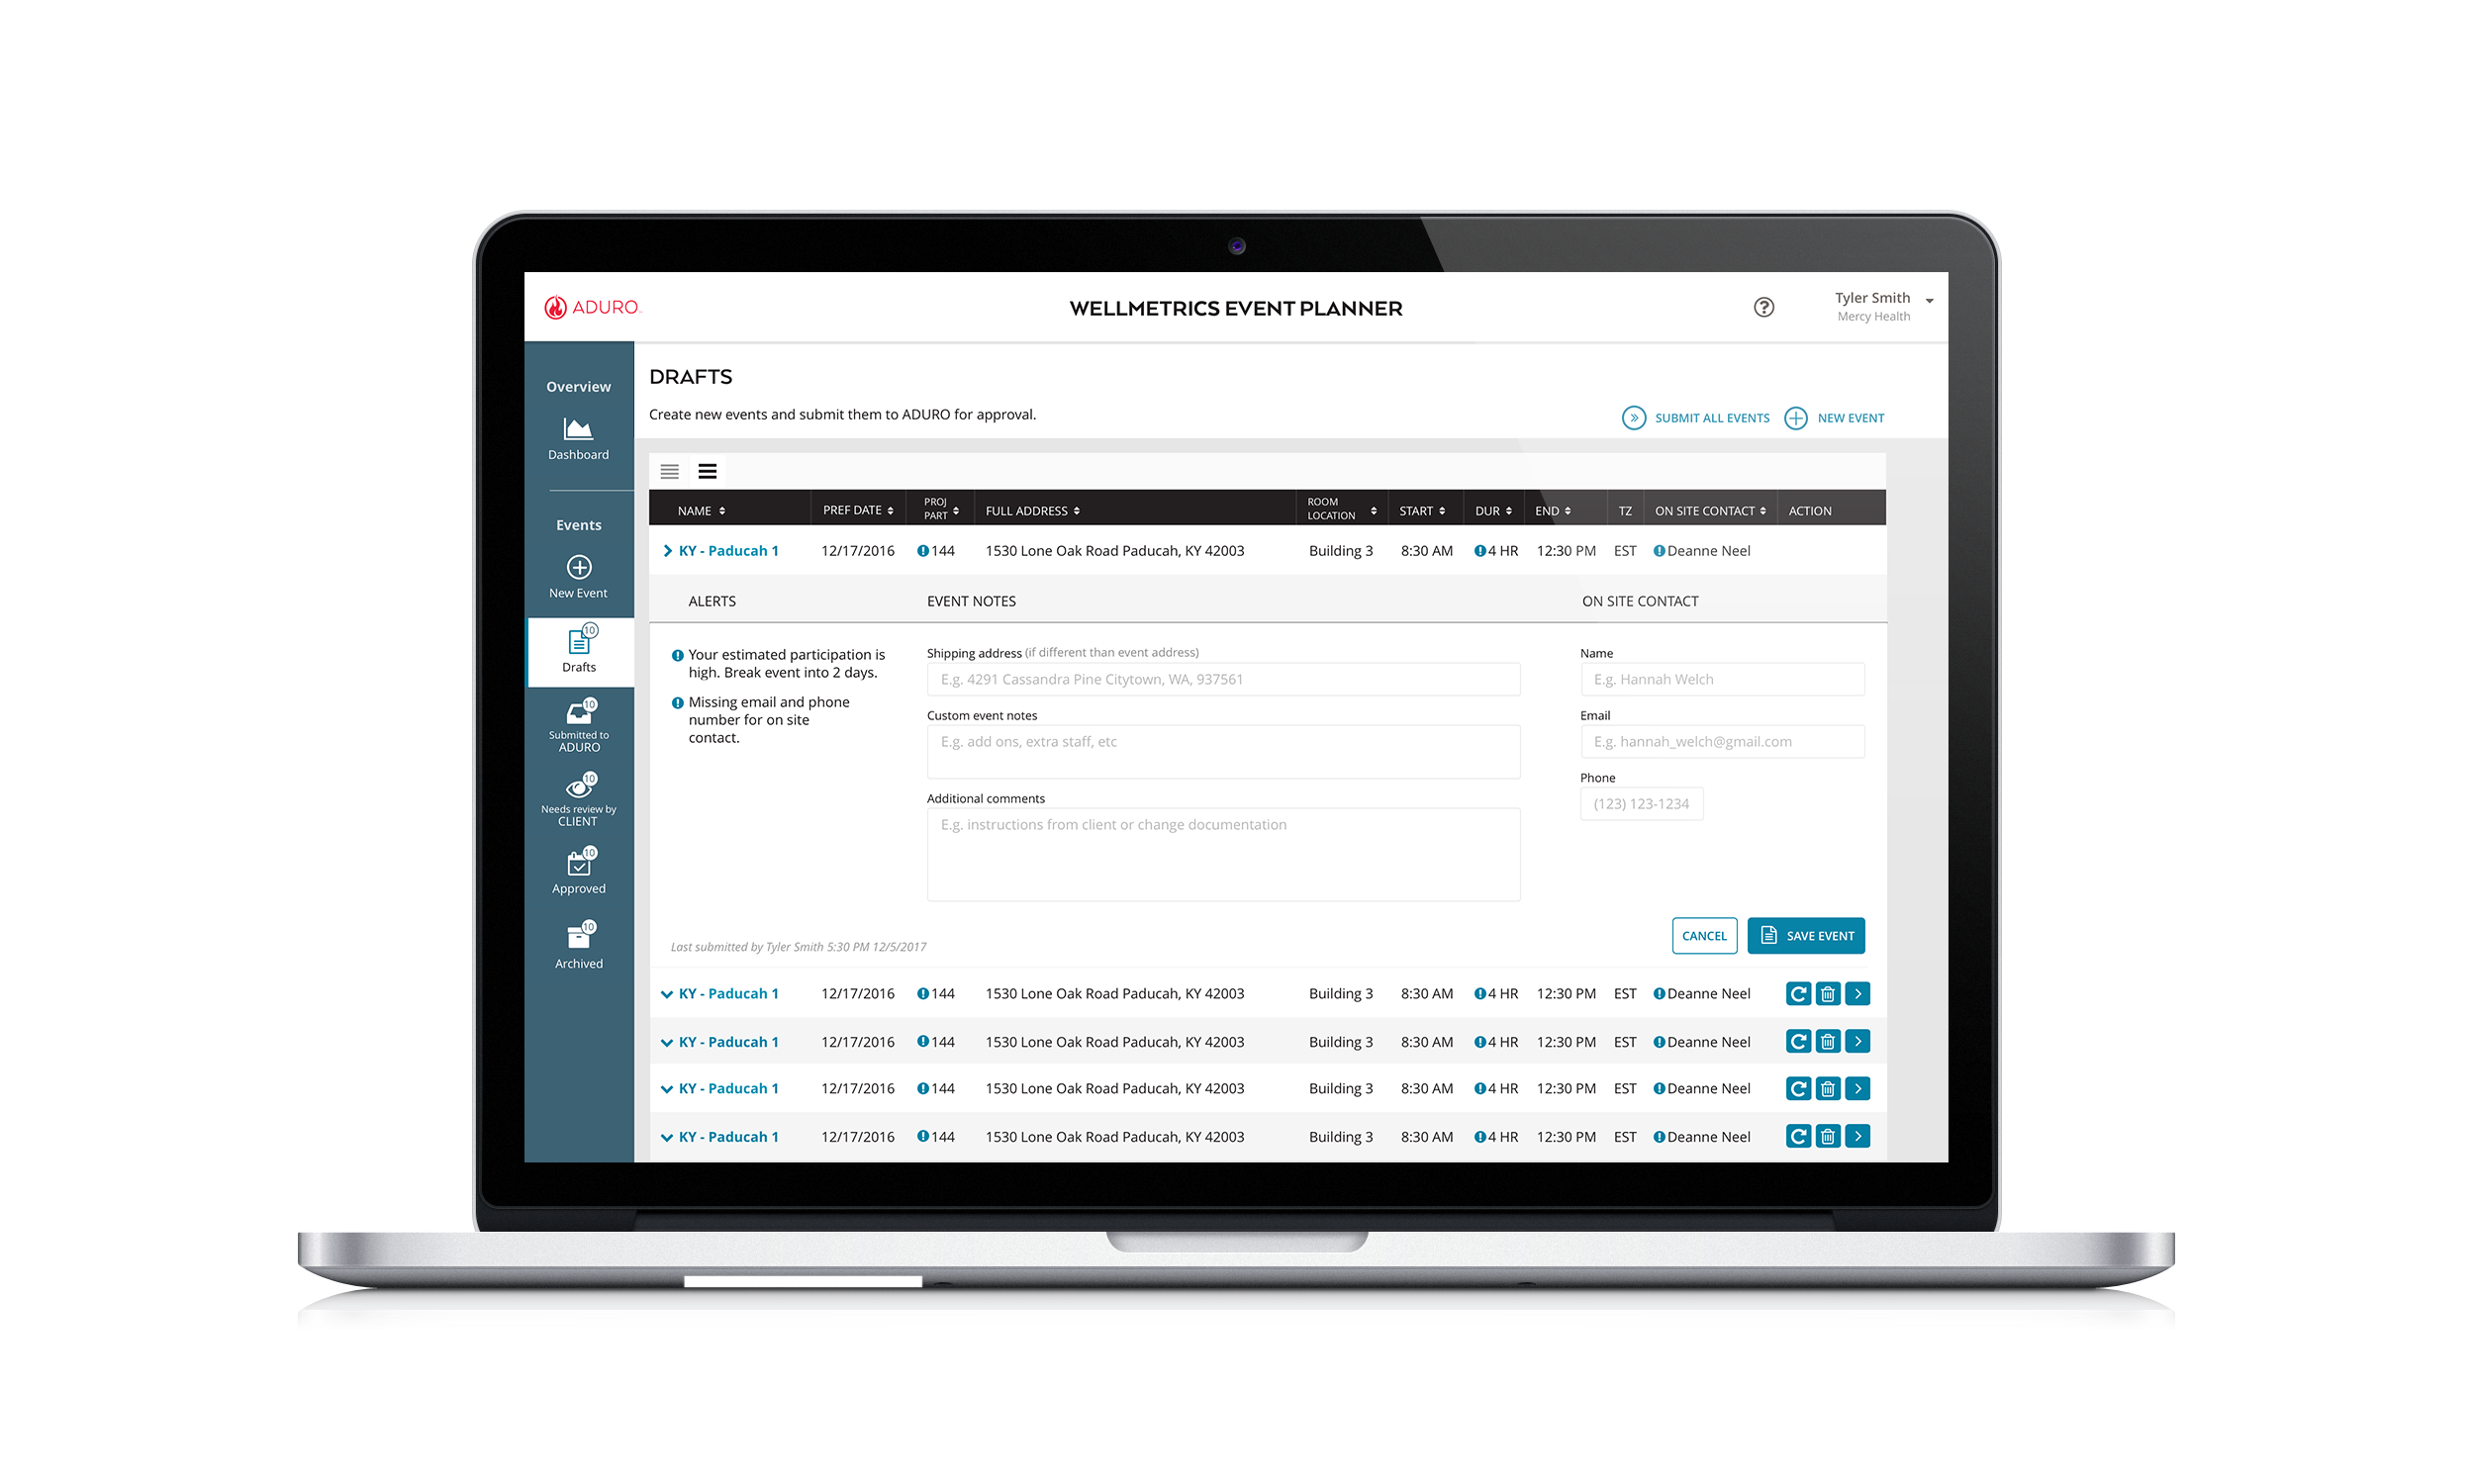 ADURO
WELLMETRICS EVENT PLANNER
?
Tyler Smith
Mercy Health
Overview
Dashboard
Events
New Event
10
Drafts
10
Submitted to
ADURO
10
Needs review by
CLIENT
10
Approved
10
Archived
DRAFTS
Create new events and submit them to ADURO for approval.
SUBMIT ALL EVENTS
NEW EVENT
NAME PREF DATE PROJ PART FULL ADDRESS ROOM LOCATION START DUR END TZ ON SITE CONTACT ACTION
KY - Paducah 1 12/17/2016 144 1530 Lone Oak Road Paducah, KY 42003 Building 3 8:30 AM 4 HR 12:30 PM EST Deanne Neel
ALERTS EVENT NOTES ON SITE CONTACT
Your estimated participation is
high. Break event into 2 days.
Missing email and phone
number for on site
contact.
Shipping address (if different than event address)
E.g. 4291 Cassandra Pine Citytown, WA, 937561
Custom event notes
E.g. add ons, extra staff, etc
Additional comments
E.g. instructions from client or change documentation
Name
E.g. Hannah Welch
Email
E.g. hannah_welch@gmail.com
Phone
(123) 123-1234
Last submitted by Tyler Smith 5:30 PM 12/5/2017
CANCEL
SAVE EVENT
KY - Paducah 1 12/17/2016 144 1530 Lone Oak Road Paducah, KY 42003 Building 3 8:30 AM 4 HR 12:30 PM EST Deanne Neel
KY - Paducah 1 12/17/2016 144 1530 Lone Oak Road Paducah, KY 42003 Building 3 8:30 AM 4 HR 12:30 PM EST Deanne Neel
KY - Paducah 1 12/17/2016 144 1530 Lone Oak Road Paducah, KY 42003 Building 3 8:30 AM 4 HR 12:30 PM EST Deanne Neel
KY - Paducah 1 12/17/2016 144 1530 Lone Oak Road Paducah, KY 42003 Building 3 8:30 AM 4 HR 12:30 PM EST Deanne Neel